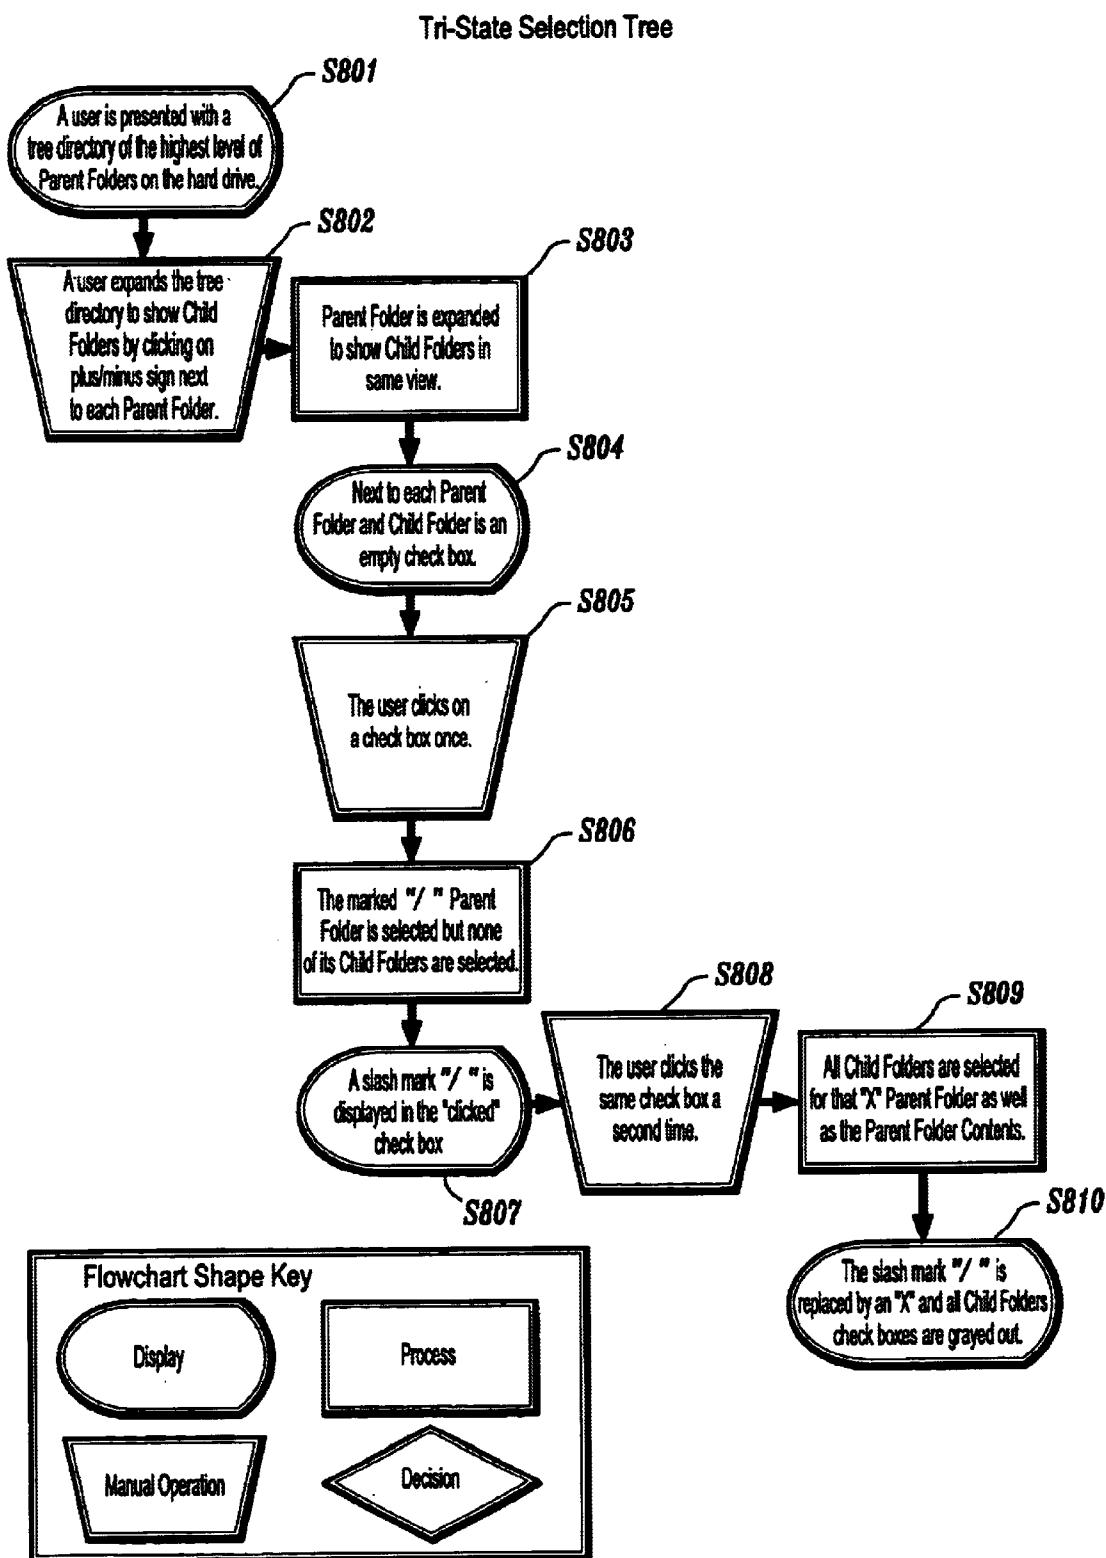 Tri-State Selection Tree
S801
A user is presented with a
tree directory of the highest level of
Parent Folders on the hard drive.
S802
A user expands the tree
directory to show Child
Folders by clicking on
plus/minus sign next
to each Parent Folder.
S803
Parent Folder is expanded
to show Child Folders in
same view.
S804
Next to each Parent
Folder and Child Folder is an
empty check box.
S805
The user clicks on
a check box once.
S806
The marked "/ " Parent
Folder is selected but none
of its Child Folders are selected.
A slash mark "/ " is
displayed in the "clicked"
check box
S807
S808
The user clicks the
same check box a
second time.
S809
All Child Folders are selected
for that "X" Parent Folder as well
as the Parent Folder Contents.
S810
The slash mark "/ " is
replaced by an "X" and all Child Folders
check boxes are grayed out.
Flowchart Shape Key
Display
Process
Manual Operation
Decision